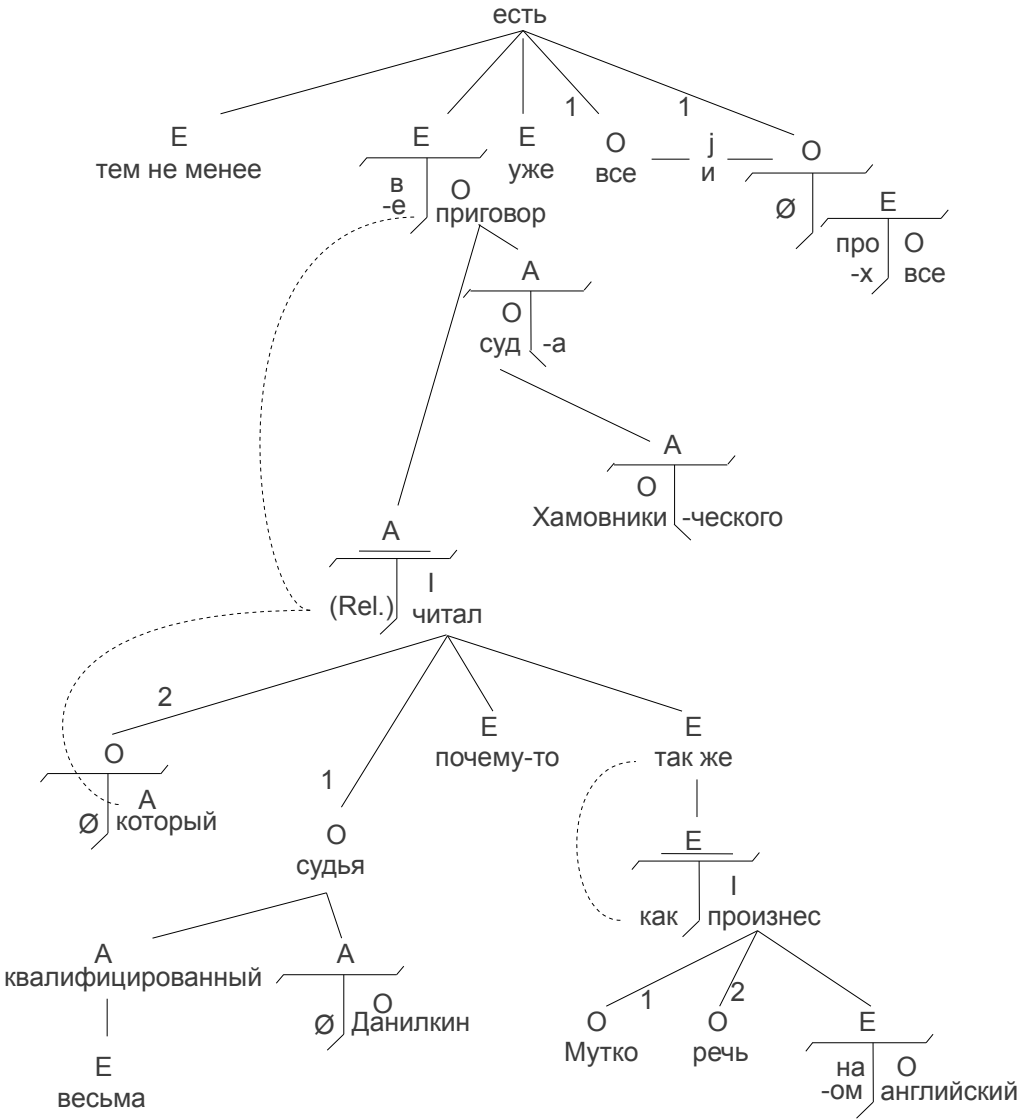 есть
1 1
E E E O j O
тем не менее уже все и
в O Ø E
-е приговор про O
-х все
A
O
суд -а
A
O
Хамовники -ческого
A
I
(Rel.) читал
2
E E
O почему-то так же
A 1
Ø который
O E
судья I
как произнес
A A
квалифицированный 1 2
O O O E
Ø Данилкин Мутко речь
E на O
весьма -ом английский